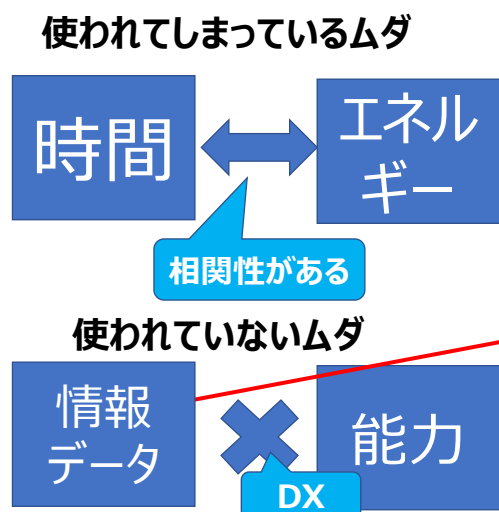 使われてしまっているムダ
時間
エネル
ギー
相関性がある
使われていないムダ
情報
データ
能力
DX